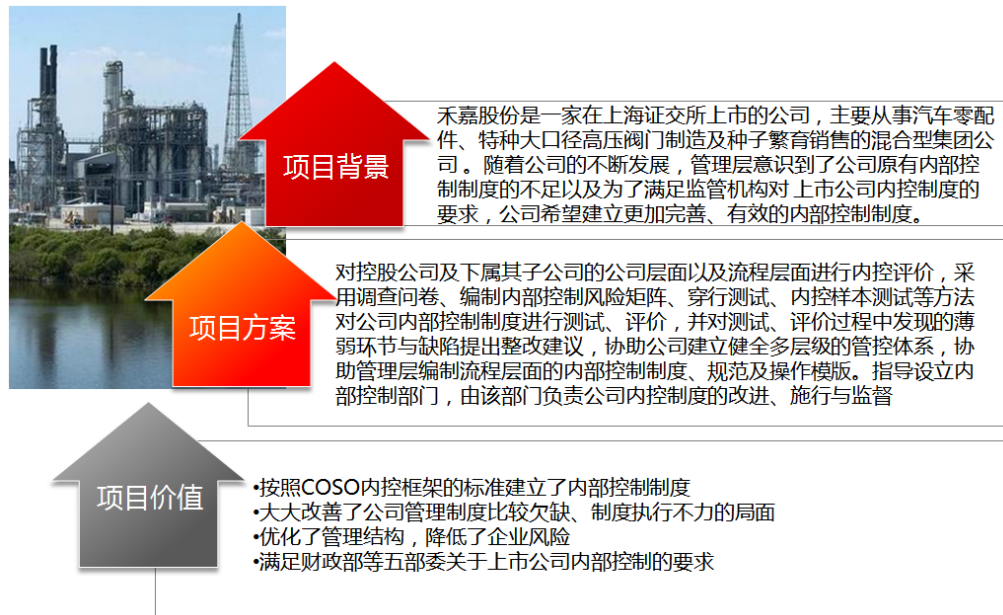 项目背景
禾嘉股份是一家在上海证交所上市的公司，主要从事汽车零配
件、特种大口径高压阀门制造及种子繁育销售的混合型集团公
司。随着公司的不断发展，管理层意识到了公司原有内部控
制制度的不足以及为了满足监管机构对上市公司内控制度的
要求，公司希望建立更加完善、有效的内部控制制度。
项目方案
对控股公司及下属其子公司的公司层面以及流程层面进行内控评价，采
用调查问卷、编制内部控制风险矩阵、穿行测试、内控样本测试等方法
对公司内部控制制度进行测试、评价，并对测试、评价过程中发现的薄
弱环节与缺陷提出整改建议，协助公司建立健全多层级的管控体系，协
助管理层编制流程层面的内部控制制度、规范及操作模版。指导设立内
部控制部门，由该部门负责公司内控制度的改进、施行与监督
项目价值
•按照COSO内控框架的标准建立了内部控制制度
•大大改善了公司管理制度比较欠缺、制度执行不力的局面
•优化了管理结构，降低了企业风险
•满足财政部等五部委关于上市公司内部控制的要求